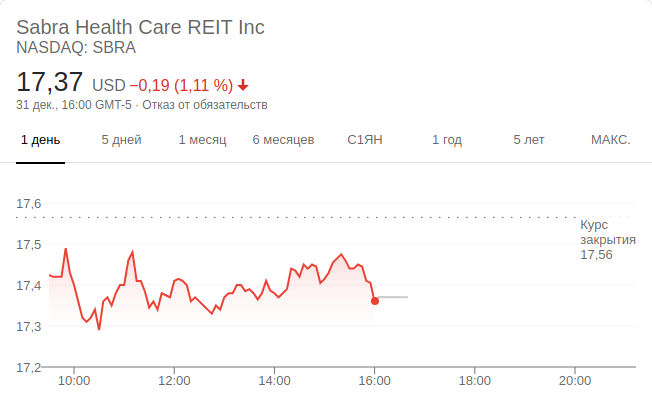 Sabra Health Care REIT Inc
NASDAQ: SBRA
17,37 USD −0,19 (1,11 %)
31 дек., 16:00 GMT-5 · Отказ от обязательств
1 день 5 дней 1 месяц 6 месяцев С1ЯН 1 год 5 лет МАКС.
17,6
Курс
закрытия
17.56
17,5
17,4
17,3
17,2
10:00 12:00 14:00 16:00 18:00 20:00